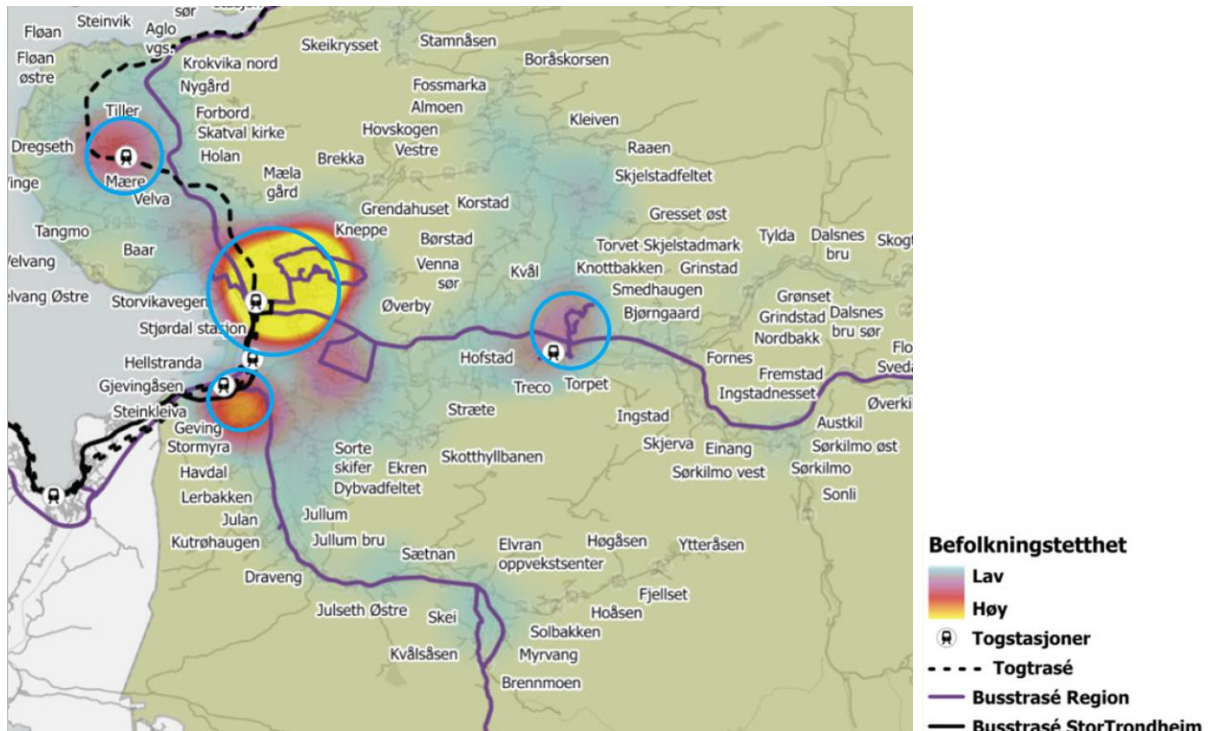 sør
Steinvik
Fløan
Aglo
vgs.
Skeikrysset
Stamnåsen
Fløan
østre
Krokvika nord
Boråskorsen
Nygård
Fossmarka
Tiller
Forbord
Almoen
Kleiven
Skatval kirke
Hovskogen
Vestre
Dregseth
Holan
Brekka
Raaen
Mære
Mæla
gård
Skjelstadfeltet
Velva
Grendahuset
Korstad
Gresset øst
Tangmo
Kneppe
Børstad
Torvet
Skjelstadmark
Tylda
Dalsnes
bru
Baar
Venna
sør
Kvål
Knottbakken
Grinstad
Storvikavegen
Øverby
Smedhaugen
Grønset
Bjørngaard
Grindstad
Dalsnes
bru sør
Stjørdal stasjon
Nordbakk
Hellstranda
Hofstad
Fornes
Gjevingåsen
Treco
Torpet
Fremstad
Ingstadnesset
Steinkleiva
Stræte
Ingstad
Austkil
Geving
Stormyra
Sorte
skifer
Ekren
Skotthyllbanen
Skjerva
Einang
Sørkilmo øst
Havdal
Dybvadfeltet
Sørkilmo vest
Sørkilmo
Lerbakken
Sonli
Julan
Jullum
Kutrøhaugen
Jullum bru
Sætnan
Elvran
oppvekstsenter
Høgåsen
Ytteråsen
Draveng
Fjellset
Julseth Østre
Skei
Hoåsen
Solbakken
Kvålsåsen
Myrvang
Brennmoen
Befolkningstetthet
Lav
Høy
Togstasjoner
Togtrasé
Busstrasé Region
Busstrasé StorTrondheim